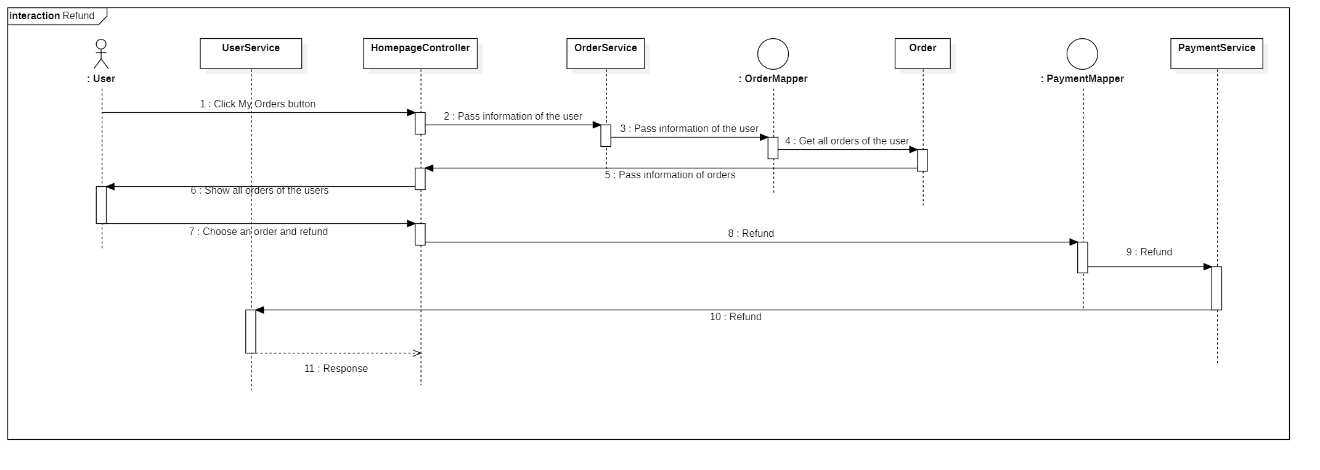 interaction Refund
UserService
HomepageController
OrderService
Order
PaymentService
: User
: OrderMapper
: PaymentMapper
1 : Click My Orders button
2 : Pass information of the user
3 : Pass information of the user
4 : Get all orders of the user
5 : Pass information of orders
6 : Show all orders of the users
7 : Choose an order and refund
8 : Refund
9 : Refund
10 : Refund
11 : Response